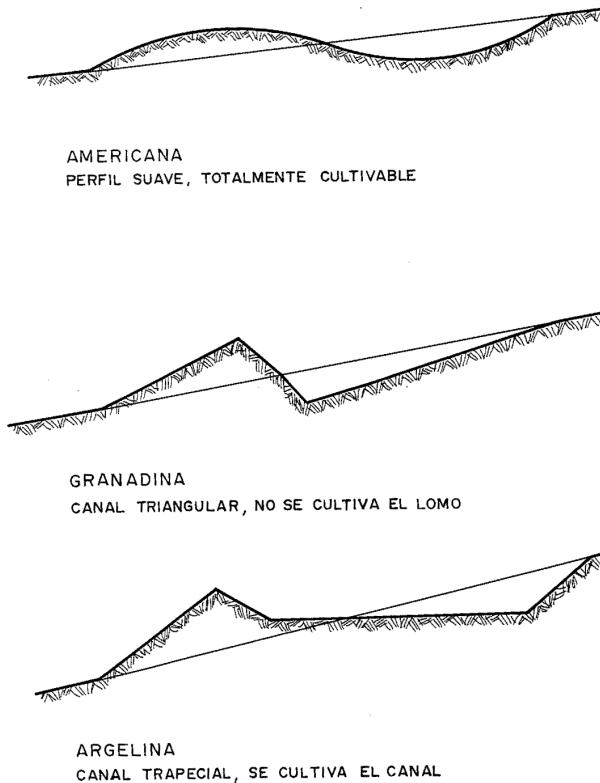 AMERICANA
PERFIL SUAVE, TOTALMENTE CULTIVABLE
GRANADINA
CANAL TRIANGULAR, NO SE CULTIVA EL LOMO
ARGELINA
CANAL TRAPECIAL, SE CULTIVA EL CANAL